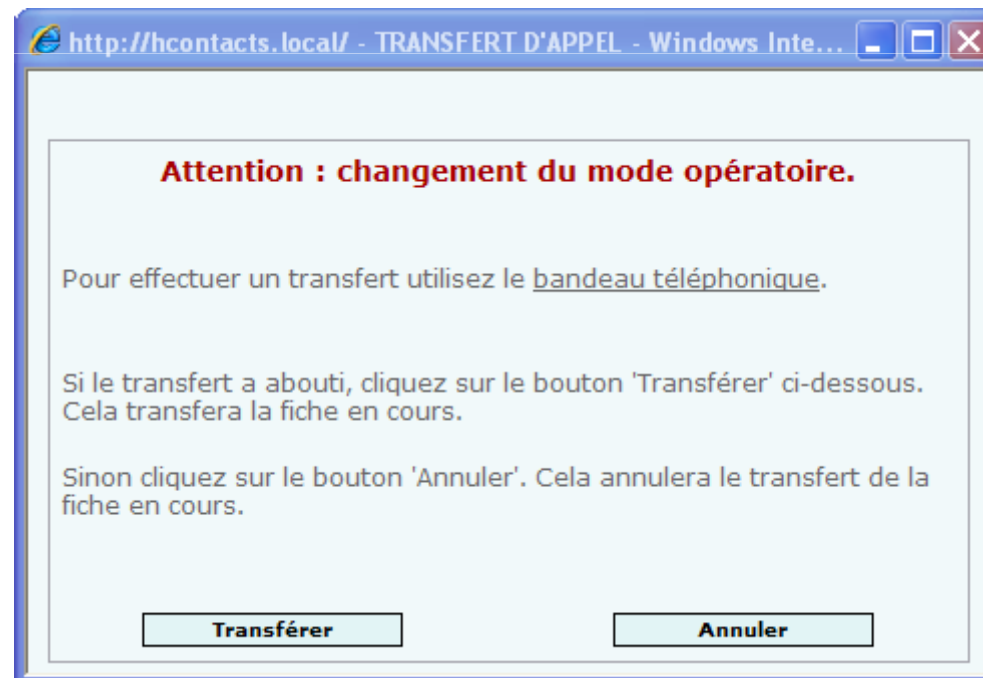 http://hcontacts.local/ - TRANSFERT D'APPEL - Windows Inte...
Attention : changement du mode opératoire.
Pour effectuer un transfert utilisez le bandeau téléphonique.
Si le transfert a abouti, cliquez sur le bouton 'Transférer' ci-dessous.
Cela transfera la fiche en cours.
Sinon cliquez sur le bouton 'Annuler'. Cela annulera le transfert de la
fiche en cours.
Transférer
Annuler